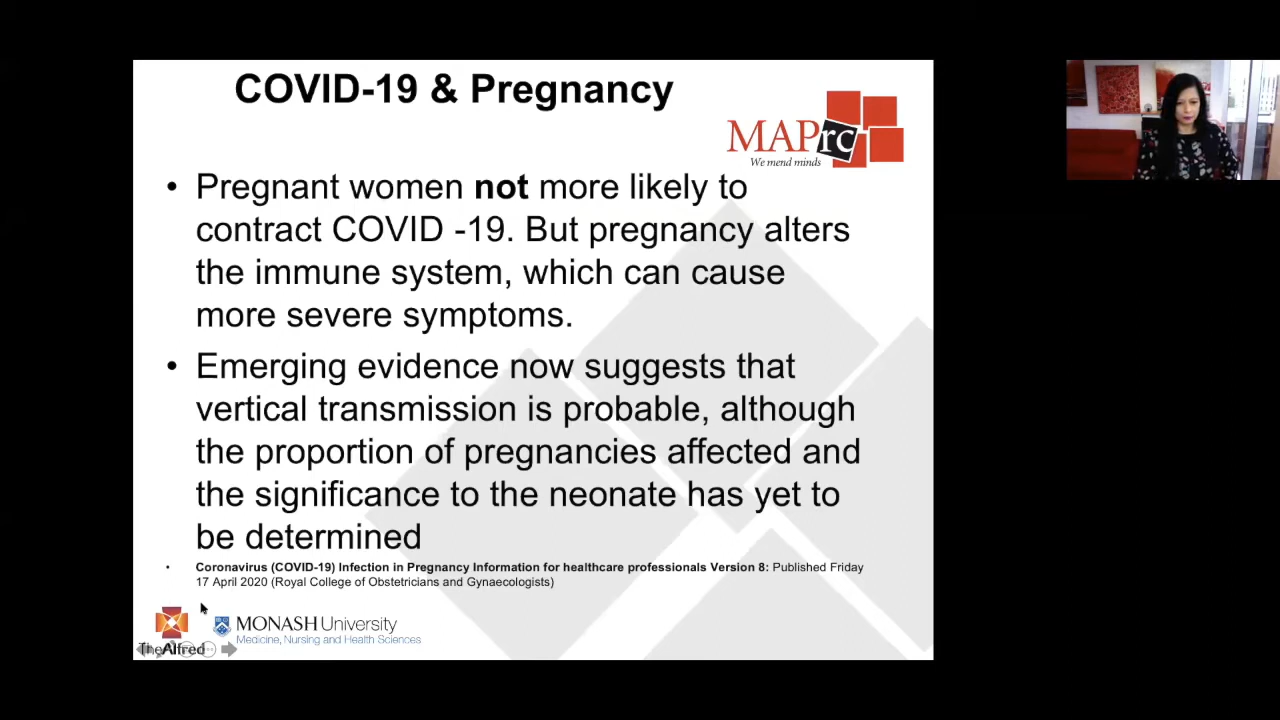 COVID-19 & Pregnancy
MAPrc
We mend minds
• Pregnant women not more likely to
contract COVID -19. But pregnancy alters
the immune system, which can cause
more severe symptoms.
• Emerging evidence now suggests that
vertical transmission is probable, although
the proportion of pregnancies affected and
the significance to the neonate has yet to
be determined
• Coronavirus (COVID-19) Infection in Pregnancy Information for healthcare professionals Version 8: Published Friday
17 April 2020 (Royal College of Obstetricians and Gynaecologists)
MONASH University
Medicine, Nursing and Health Sciences
TheAlfred